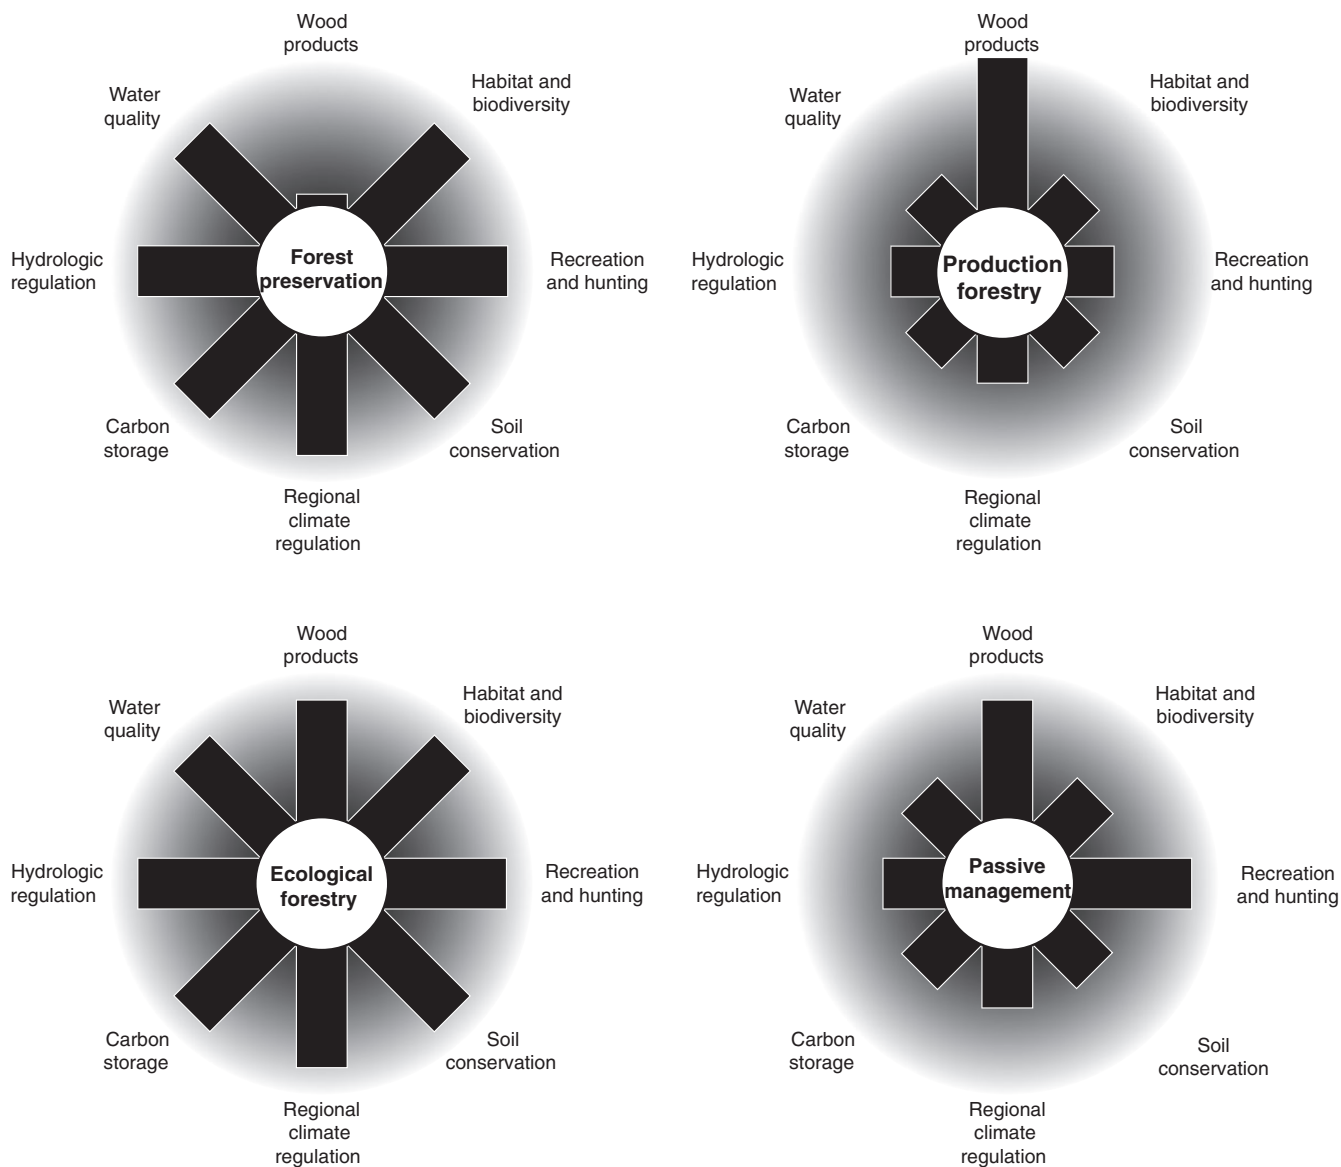 Wood
products
Habitat and
biodiversity
Water
quality
Hydrologic
regulation
Forest
preservation
Recreation
and hunting
Carbon
storage
Soil
conservation
Regional
climate
regulation
Wood
products
Habitat and
biodiversity
Water
quality
Hydrologic
regulation
Production
forestry
Recreation
and hunting
Carbon
storage
Soil
conservation
Regional
climate
regulation
Wood
products
Habitat and
biodiversity
Water
quality
Hydrologic
regulation
Ecological
forestry
Recreation
and hunting
Carbon
storage
Soil
conservation
Regional
climate
regulation
Wood
products
Habitat and
biodiversity
Water
quality
Hydrologic
regulation
Passive
management
Recreation
and hunting
Carbon
storage
Soil
conservation
Regional
climate
regulation